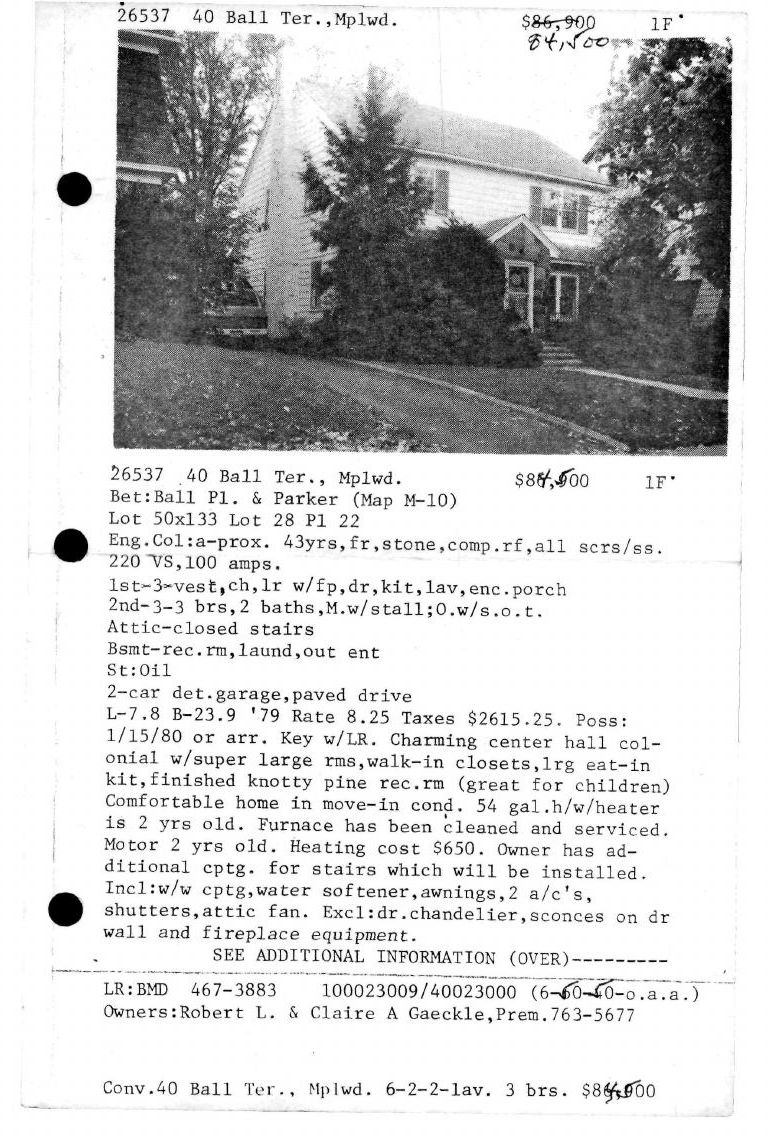 26537 40 Ball Ter.,Mplwd. $86,900 1F
84,500
26537 40 Ball Ter., Mplwd. $84,500 1F
Bet:Ball Pl. & Parker (Map M-10)
Lot 50x133 Lot 28 Pl 22
Eng.Col:a-prox. 43yrs,fr,stone,comp.rf,all scrs/ss.
220 VS,100 amps.
1st-3-vest,ch,lr w/fp,dr,kit,lav,enc.porch
2nd-3-3 brs,2 baths,M.w/stall;O.w/s.o.t.
Attic-closed stairs
Bsmt-rec.rm,laund,out ent
St:Oil
2-car det.garage,paved drive
L-7.8 B-23.9 '79 Rate 8.25 Taxes $2615.25. Poss:
1/15/80 or arr. Key w/LR. Charming center hall col-
onial w/super large rms,walk-in closets,lrg eat-in
kit,finished knotty pine rec.rm (great for children)
Comfortable home in move-in cond. 54 gal.h/w/heater
is 2 yrs old. Furnace has been cleaned and serviced.
Motor 2 yrs old. Heating cost $650. Owner has ad-
ditional cptg. for stairs which will be installed.
Incl:w/w cptg,water softener,awnings,2 a/c's,
shutters,attic fan. Excl:dr.chandelier,sconces on dr
wall and fireplace equipment.
SEE ADDITIONAL INFORMATION (OVER)---------
LR:BMD 467-3883 100023009/40023000 (6-60-40-o.a.a.)
Owners:Robert L. & Claire A Gaeckle,Prem.763-5677
Conv.40 Ball Ter., Mplwd. 6-2-2-lav. 3 brs. $84,500